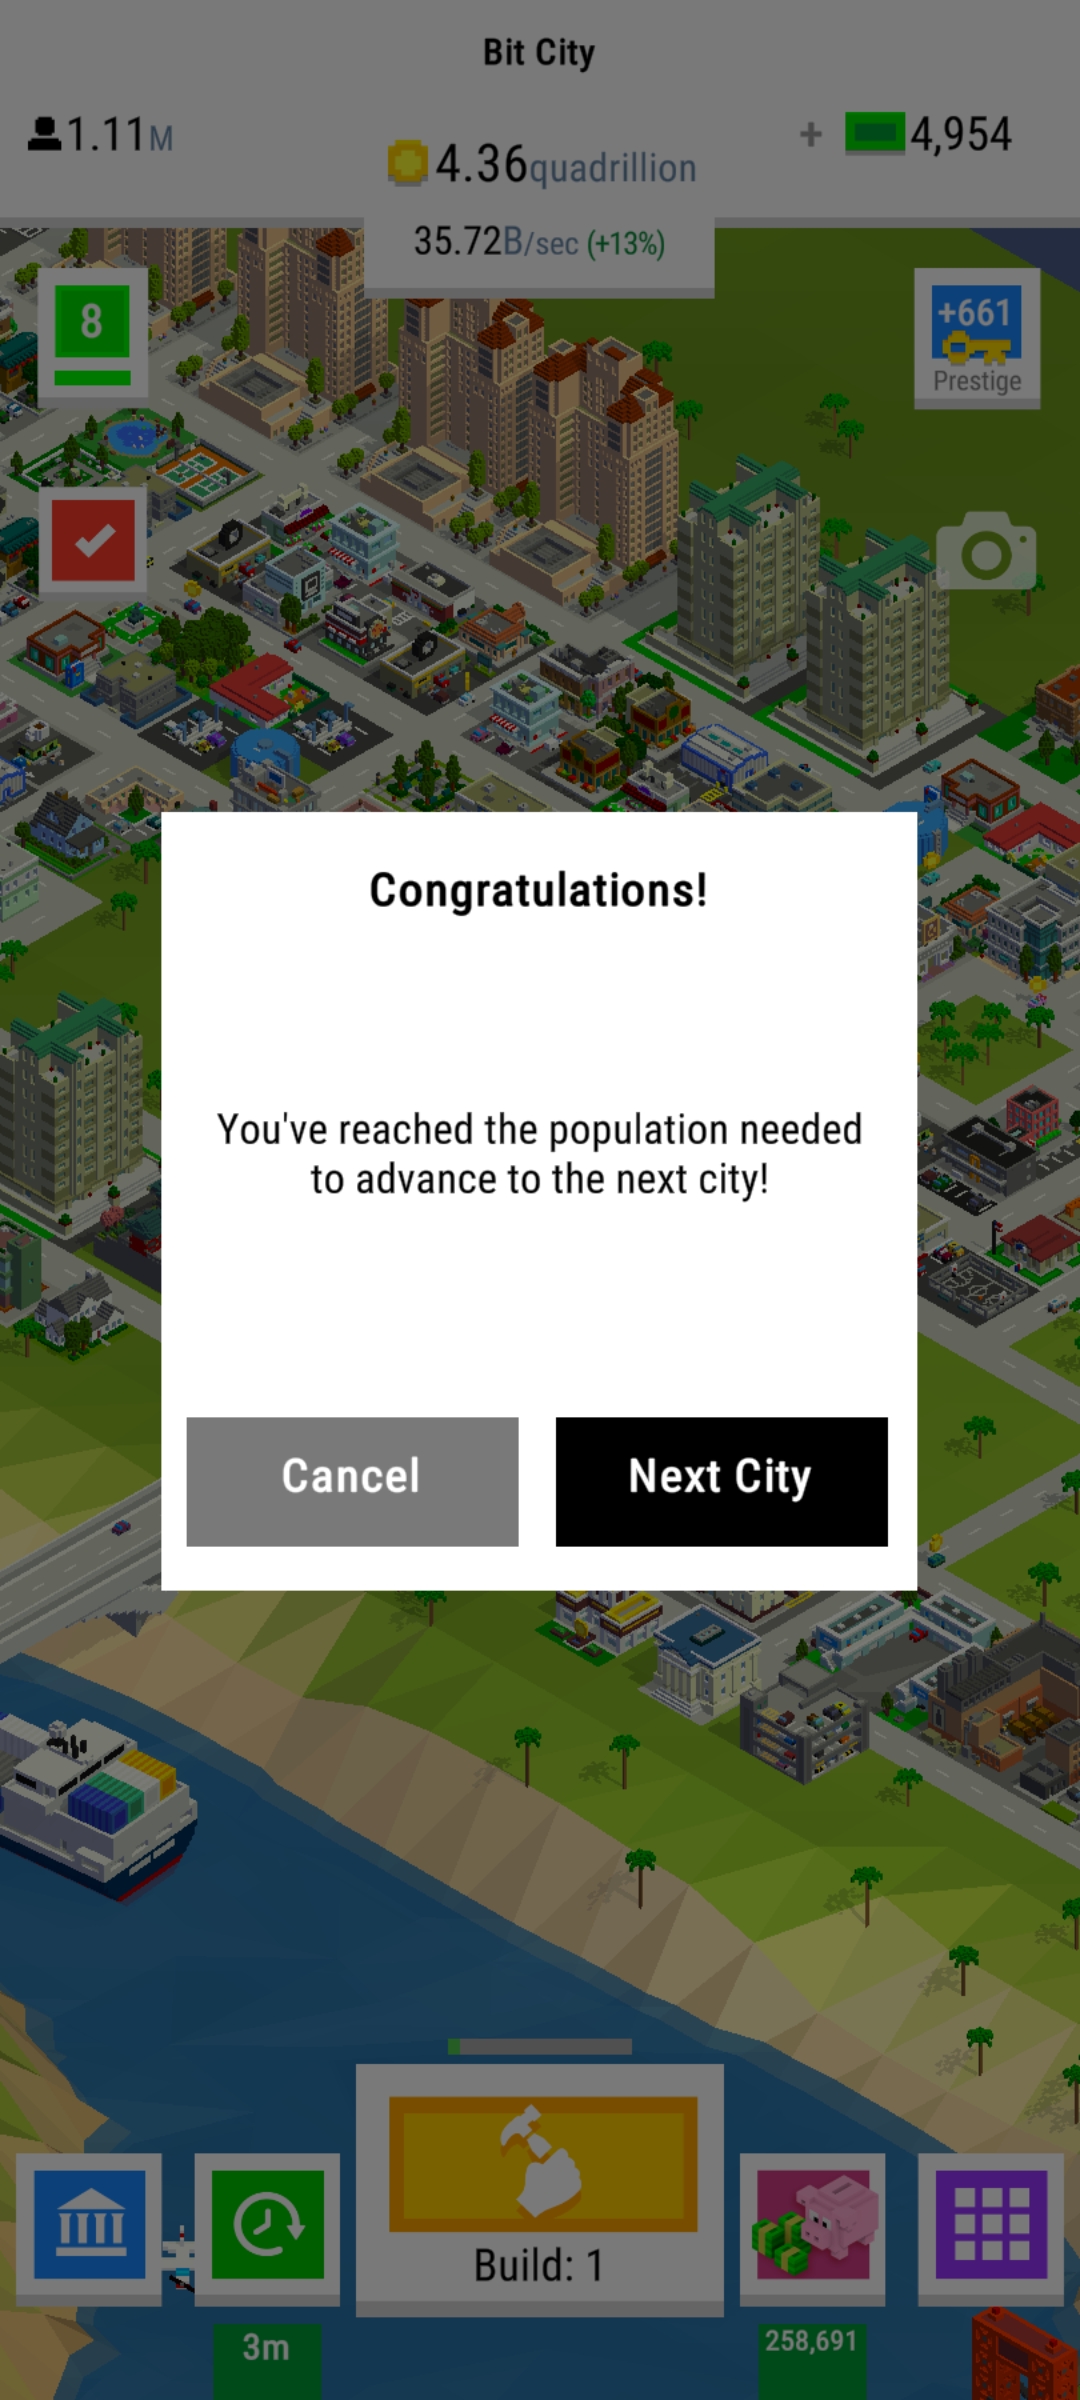 Bit City
1.11M
4.36quadrillion
+ 4,954
35.72B/sec (+13%)
8
+661
Prestige
Congratulations!
You've reached the population needed
to advance to the next city!
Cancel
Next City
Build: 1
3m
258,691